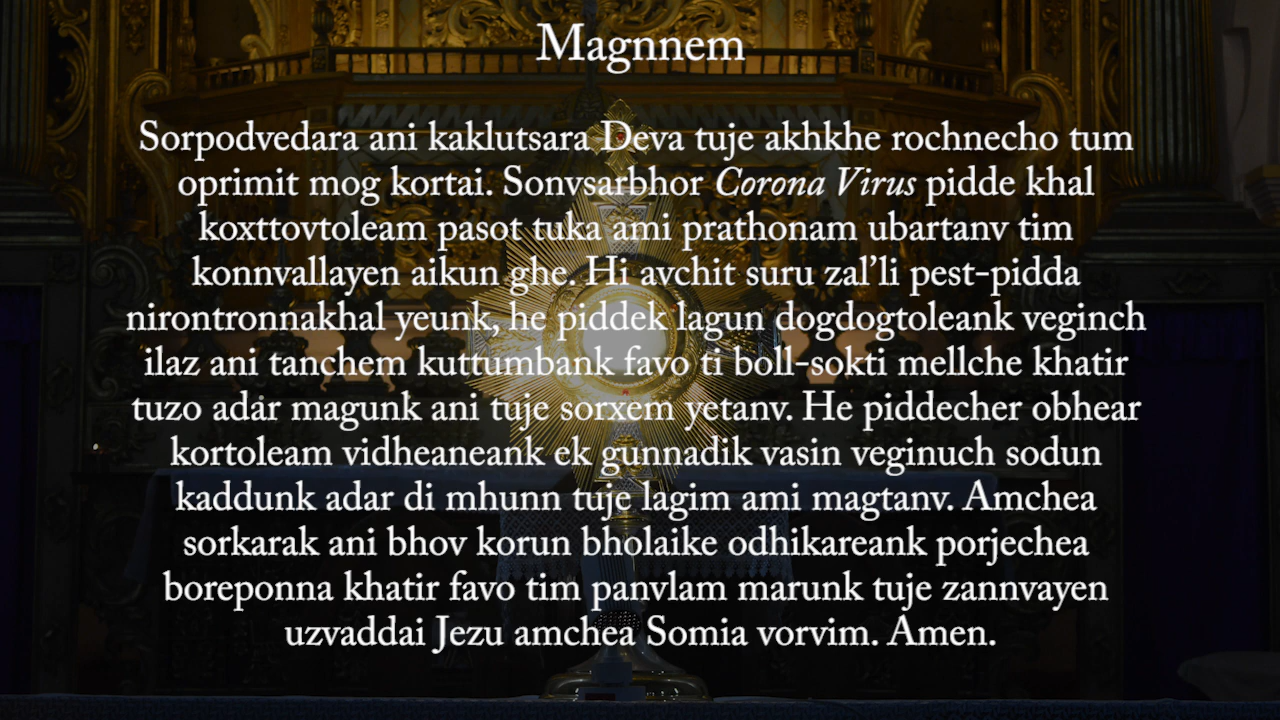 Magnnem
Sorpodvedara ani kaklutsara Deva tuje akhkhe rochnecho tum
oprimit mog kortai. Sonvsarbhor Corona Virus pidde khal
koxttovtoleam pasot tuka ami prathonam ubartanv tim
konnvallayen aikun ghe. Hi avchit suru zal’li pest-pidda
nirontronnakhal yeunk, he piddek lagun dogdogtoleank veginch
ilaz ani tanchem kuttumbank favo ti boll-sokti mellche khatir
tuzo adar magunk ani tuje sorxem yetanv. He piddecher obhear
kortoleam vidheaneank ek gunnadik vasin veginuch sodun
kaddunk adar di mhunn tuje lagim ami magtanv. Amchea
sorkarak ani bhov korun bholaike odhikareank porjechea
boreponna khatir favo tim panvlam marunk tuje zannvayen
uzvaddai Jezu amchea Somia vorvim. Amen.